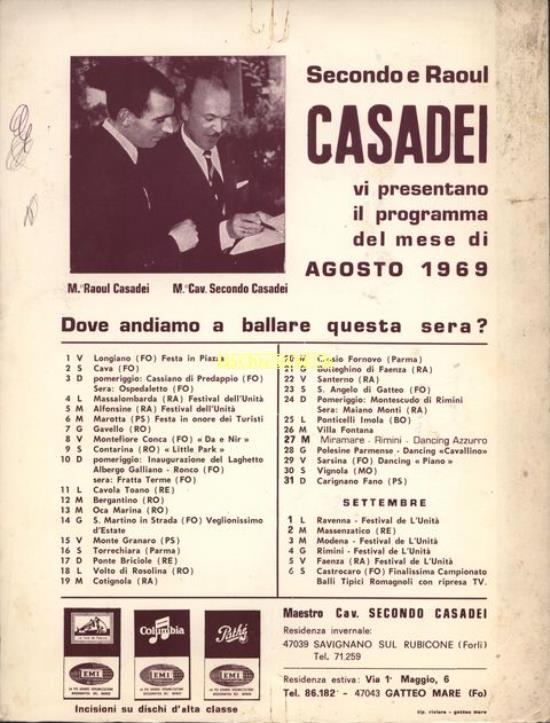 Secondo e Raoul
CASADEI
vi presentano
il programma
del mese di
AGOSTO 1969
M.° Raoul Casadei M.° Cav. Secondo Casadei
Dove andiamo a ballare questa sera?
1 V Longiano (FO) Festa in Piazza
2 S Cava (FO)
3 D pomeriggio: Cassiano di Predappio (FO)
Sera: Ospedaletto (FO)
4 L Massalombarda (RA) Festival dell'Unità
5 M Alfonsine (RA) Festival dell'Unità
6 M Marotta (PS) Festa in onore dei Turisti
7 G Gavello (RO)
8 V Montefiore Conca (FO) « Da e Nir »
9 S Contarina (RO) « Little Park »
10 D pomeriggio: Inaugurazione del Laghetto
Albergo Galliano - Ronco (FO)
sera: Fratta Terme (FO)
11 L Cavola Toano (RE)
12 M Bergantino (RO)
13 M Oca Marina (RO)
14 G S. Martino in Strada (FO) Veglionissimo
d'Estate
15 V Monte Granaro (PS)
16 S Torrechiara (Parma)
17 D Ponte Briciole (RE)
18 L Volto di Rosolina (RO)
19 M Cotignola (RA)
20 M Fornovo (Parma)
21 G Botteghino di Faenza (RA)
22 V Santerno (RA)
23 S S. Angelo di Gatteo (FO)
24 D Pomeriggio: Montescudo di Rimini
Sera: Maiano Monti (RA)
25 L Ponticelli Imola (BO)
26 M Villa Fontana
27 M Miramare - Rimini - Dancing Azzurro
28 G Polesine Parmense - Dancing «Cavallino»
29 V Sarsina (FO) Dancing « Piano »
30 S Vignola (MO)
31 D Carignano Fano (PS)
SETTEMBRE
1 L Ravenna - Festival de L'Unità
2 M Massenzatico (RE)
3 M Modena - Festival de L'Unità
4 G Rimini - Festival de L'Unità
5 V Faenza (RA) Festival de L'Unità
6 S Castrocaro (FO) Finalissima Campionato
Balli Tipici Romagnoli con ripresa TV.
Columbia
Pathé
EMI
EMI
EMI
Incisioni su dischi d'alta classe
Maestro Cav. SECONDO CASADEI
Residenza invernale:
47039 SAVIGNANO SUL RUBICONE (Forlì)
Tel. 71.259
Residenza estiva: Via 1° Maggio, 6
Tel. 86.182 - 47043 GATTEO MARE (Fo)
tip. riviera - gatteo mare